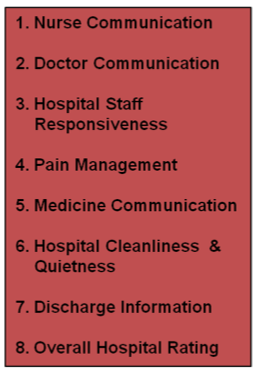 1. Nurse Communication
2. Doctor Communication
3. Hospital Staff
Responsiveness
4. Pain Management
5. Medicine Communication
6. Hospital Cleanliness &
Quietness
7. Discharge Information
8. Overall Hospital Rating